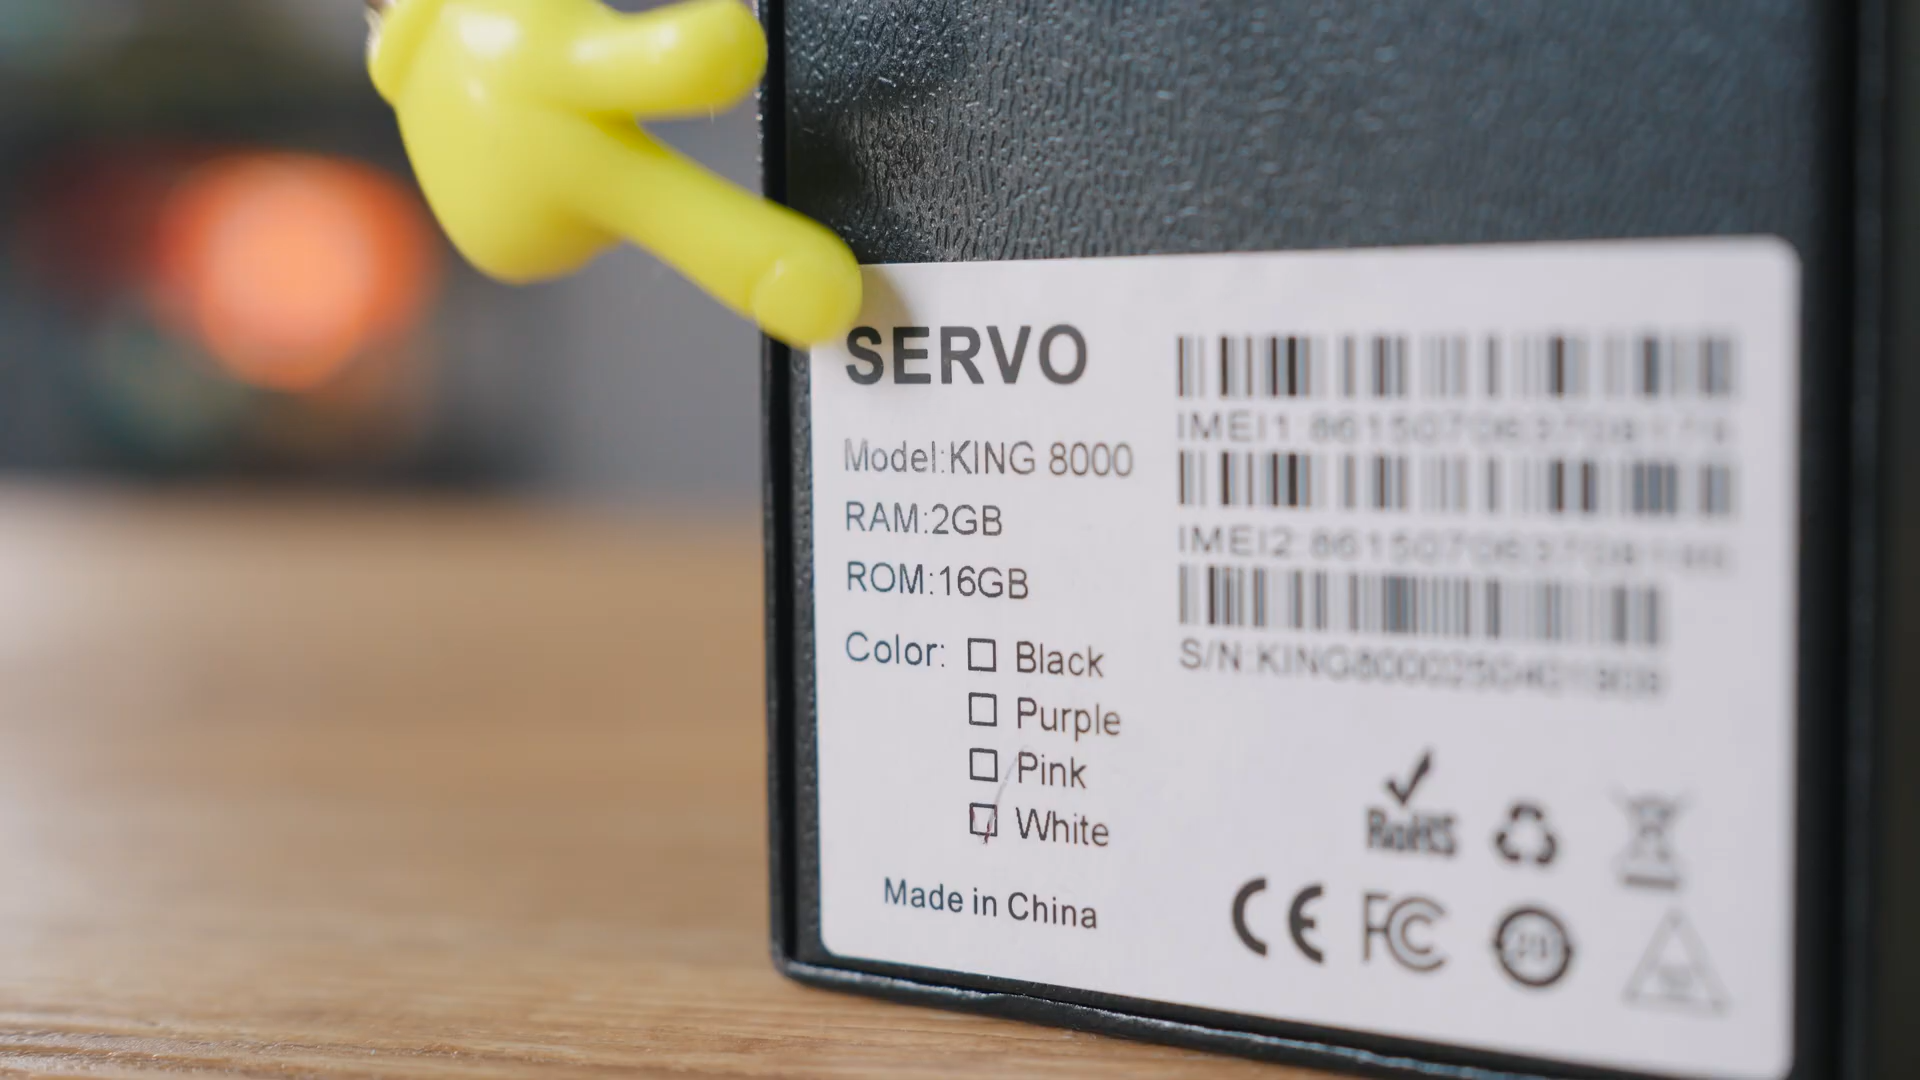 SERVO
Model:KING 8000
RAM:2GB
ROM:16GB
Color: Black
Purple
Pink
White
Made in China
IMEI1:
IMEI2:
S/N:
RoHS
CE
FC